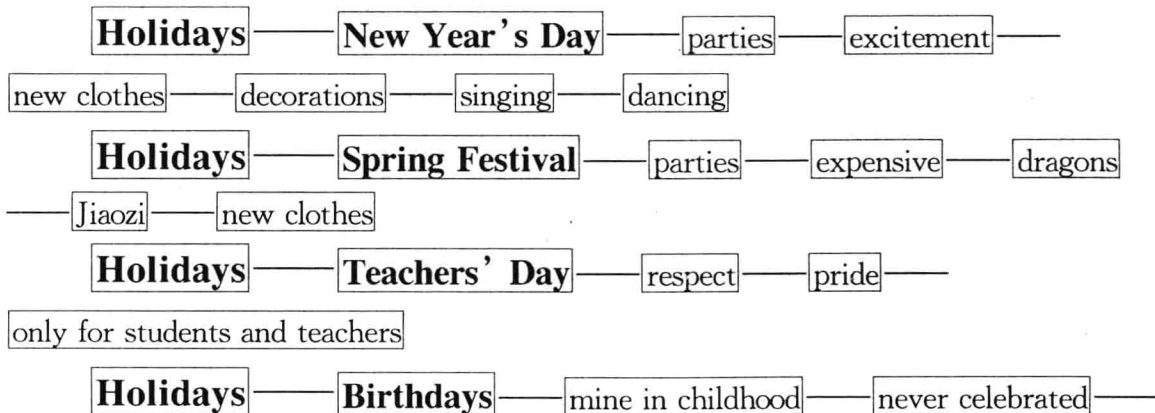 Holidays New Year's Day parties excitement
new clothes decorations singing dancing
Holidays Spring Festival parties expensive dragons
Jiaozi new clothes
Holidays Teachers' Day respect pride
only for students and teachers
Holidays Birthdays mine in childhood never celebrated